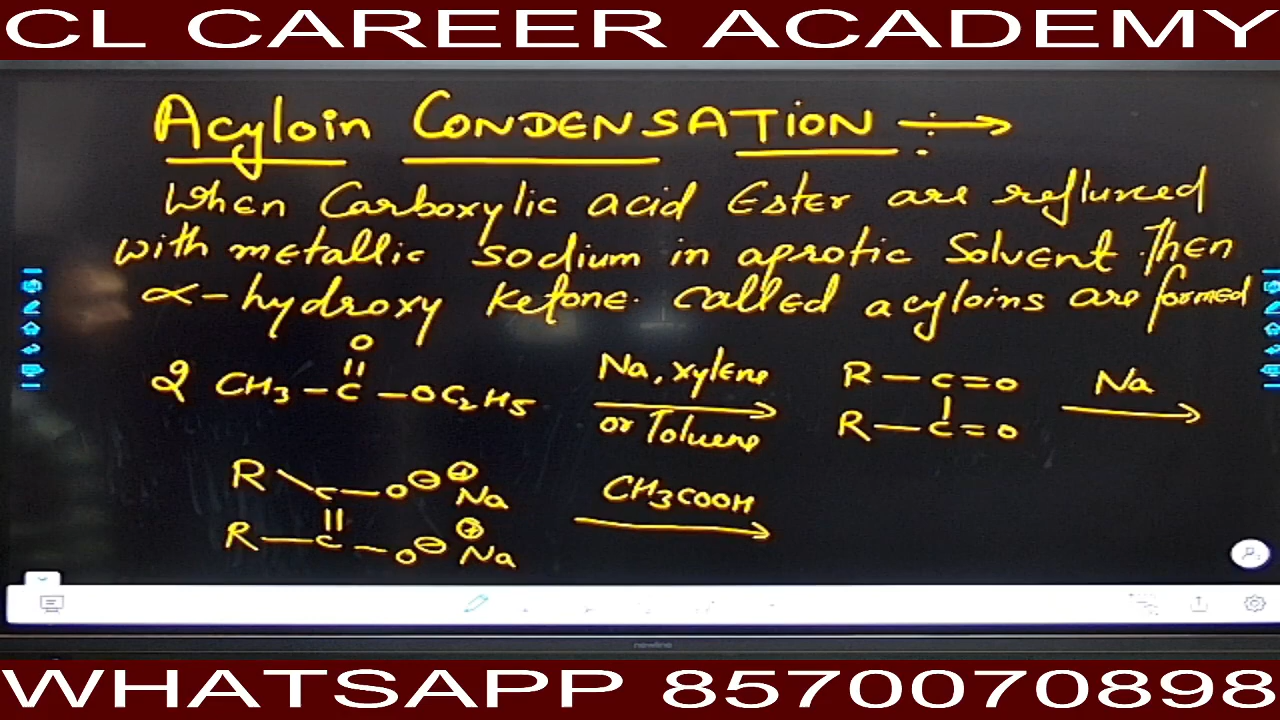 CL CAREER ACADEMY
Acyloin CONDENSATION :→
When Carboxylic acid Ester are refluxed
with metallic sodium in aprotic Solvent Then
α-hydroxy ketone. called acyloins are formed
O
2 CH3 – C – OC2H5 Na, xylene or Toluene → R – C = O Na →
R – C = O
R – C – O⊖ Na⊕ CH3COOH →
R – C – O⊖ Na⊕
newline
WHATSAPP 8570070898